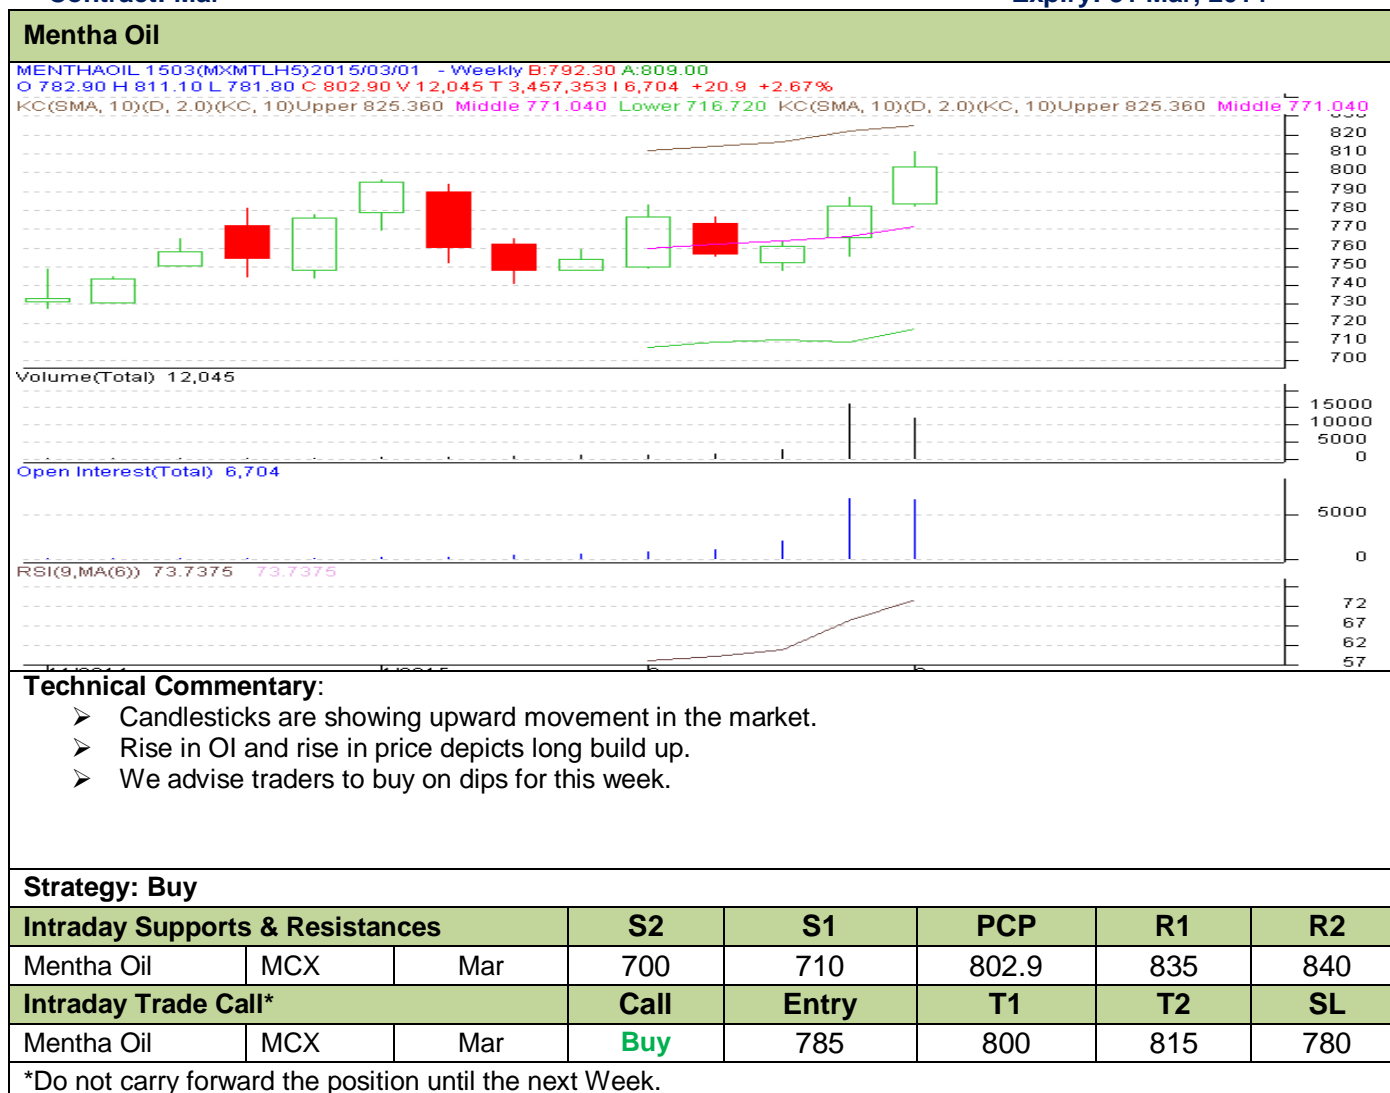 Mentha Oil
MENTHAOIL 1503(MXMTLH5)2015/03/01 - Weekly B:792.30 A:809.00
O 782.90 H 811.10 L 781.80 C 802.90 V 12,045 T 3,457,353 I 6,704 +20.9 +2.67%
KC(SMA, 10)(D, 2.0)(KC, 10)Upper 825.360 Middle 771.040 Lower 716.720 KC(SMA, 10)(D, 2.0)(KC, 10)Upper 825.360 Middle 771.040
820
810
800
790
780
770
760
750
740
730
720
710
700
Volume(Total) 12,045
15000
10000
5000
0
Open Interest(Total) 6,704
5000
0
RSI(9,MA(6)) 73.7375 73.7375
72
67
62
57
Technical Commentary:
➢ Candlesticks are showing upward movement in the market.
➢ Rise in OI and rise in price depicts long build up.
➢ We advise traders to buy on dips for this week.
Strategy: Buy
Intraday Supports & Resistances S2 S1 PCP R1 R2
Mentha Oil MCX Mar 700 710 802.9 835 840
Intraday Trade Call* Call Entry T1 T2 SL
Mentha Oil MCX Mar Buy 785 800 815 780
*Do not carry forward the position until the next Week.